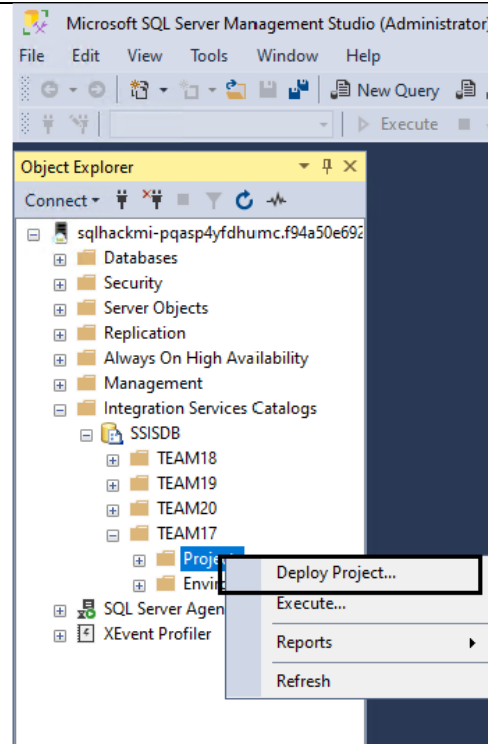 Microsoft SQL Server Management Studio (Administrator)
File Edit View Tools Window Help
New Query
Execute
Object Explorer
Connect
sqlhackmi-pqasp4yfdhumc.f94a50e692
Databases
Security
Server Objects
Replication
Always On High Availability
Management
Integration Services Catalogs
SSISDB
TEAM18
TEAM19
TEAM20
TEAM17
Project
Deploy Project...
Enviro
Execute...
SQL Server Agen
XEvent Profiler
Reports
Refresh